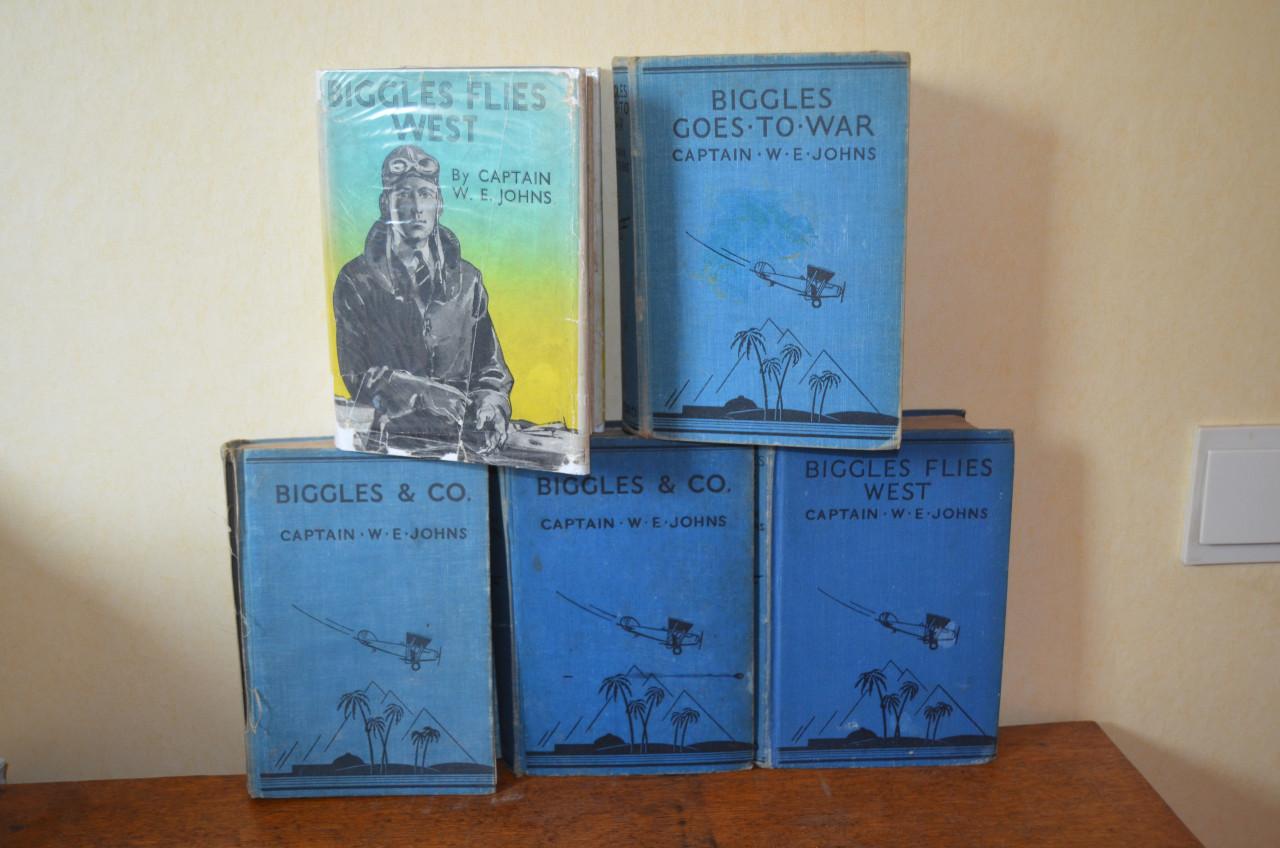 BIGGLES FLIES
WEST
By CAPTAIN
W. E. JOHNS
BIGGLES
GOES·TO·WAR
CAPTAIN·W·E·JOHNS
BIGGLES & CO.
CAPTAIN·W·E·JOHNS
BIGGLES & CO.
CAPTAIN·W·E·JOHNS
BIGGLES FLIES
WEST
CAPTAIN·W·E·JOHNS